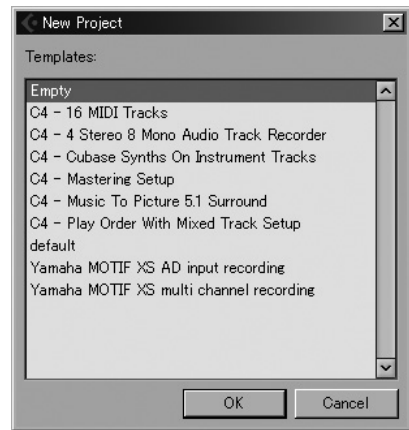 New Project
Templates:
Empty
C4 - 16 MIDI Tracks
C4 - 4 Stereo 8 Mono Audio Track Recorder
C4 - Cubase Synths On Instrument Tracks
C4 - Mastering Setup
C4 - Music To Picture 5.1 Surround
C4 - Play Order With Mixed Track Setup
default
Yamaha MOTIF XS AD input recording
Yamaha MOTIF XS multi channel recording
OK Cancel